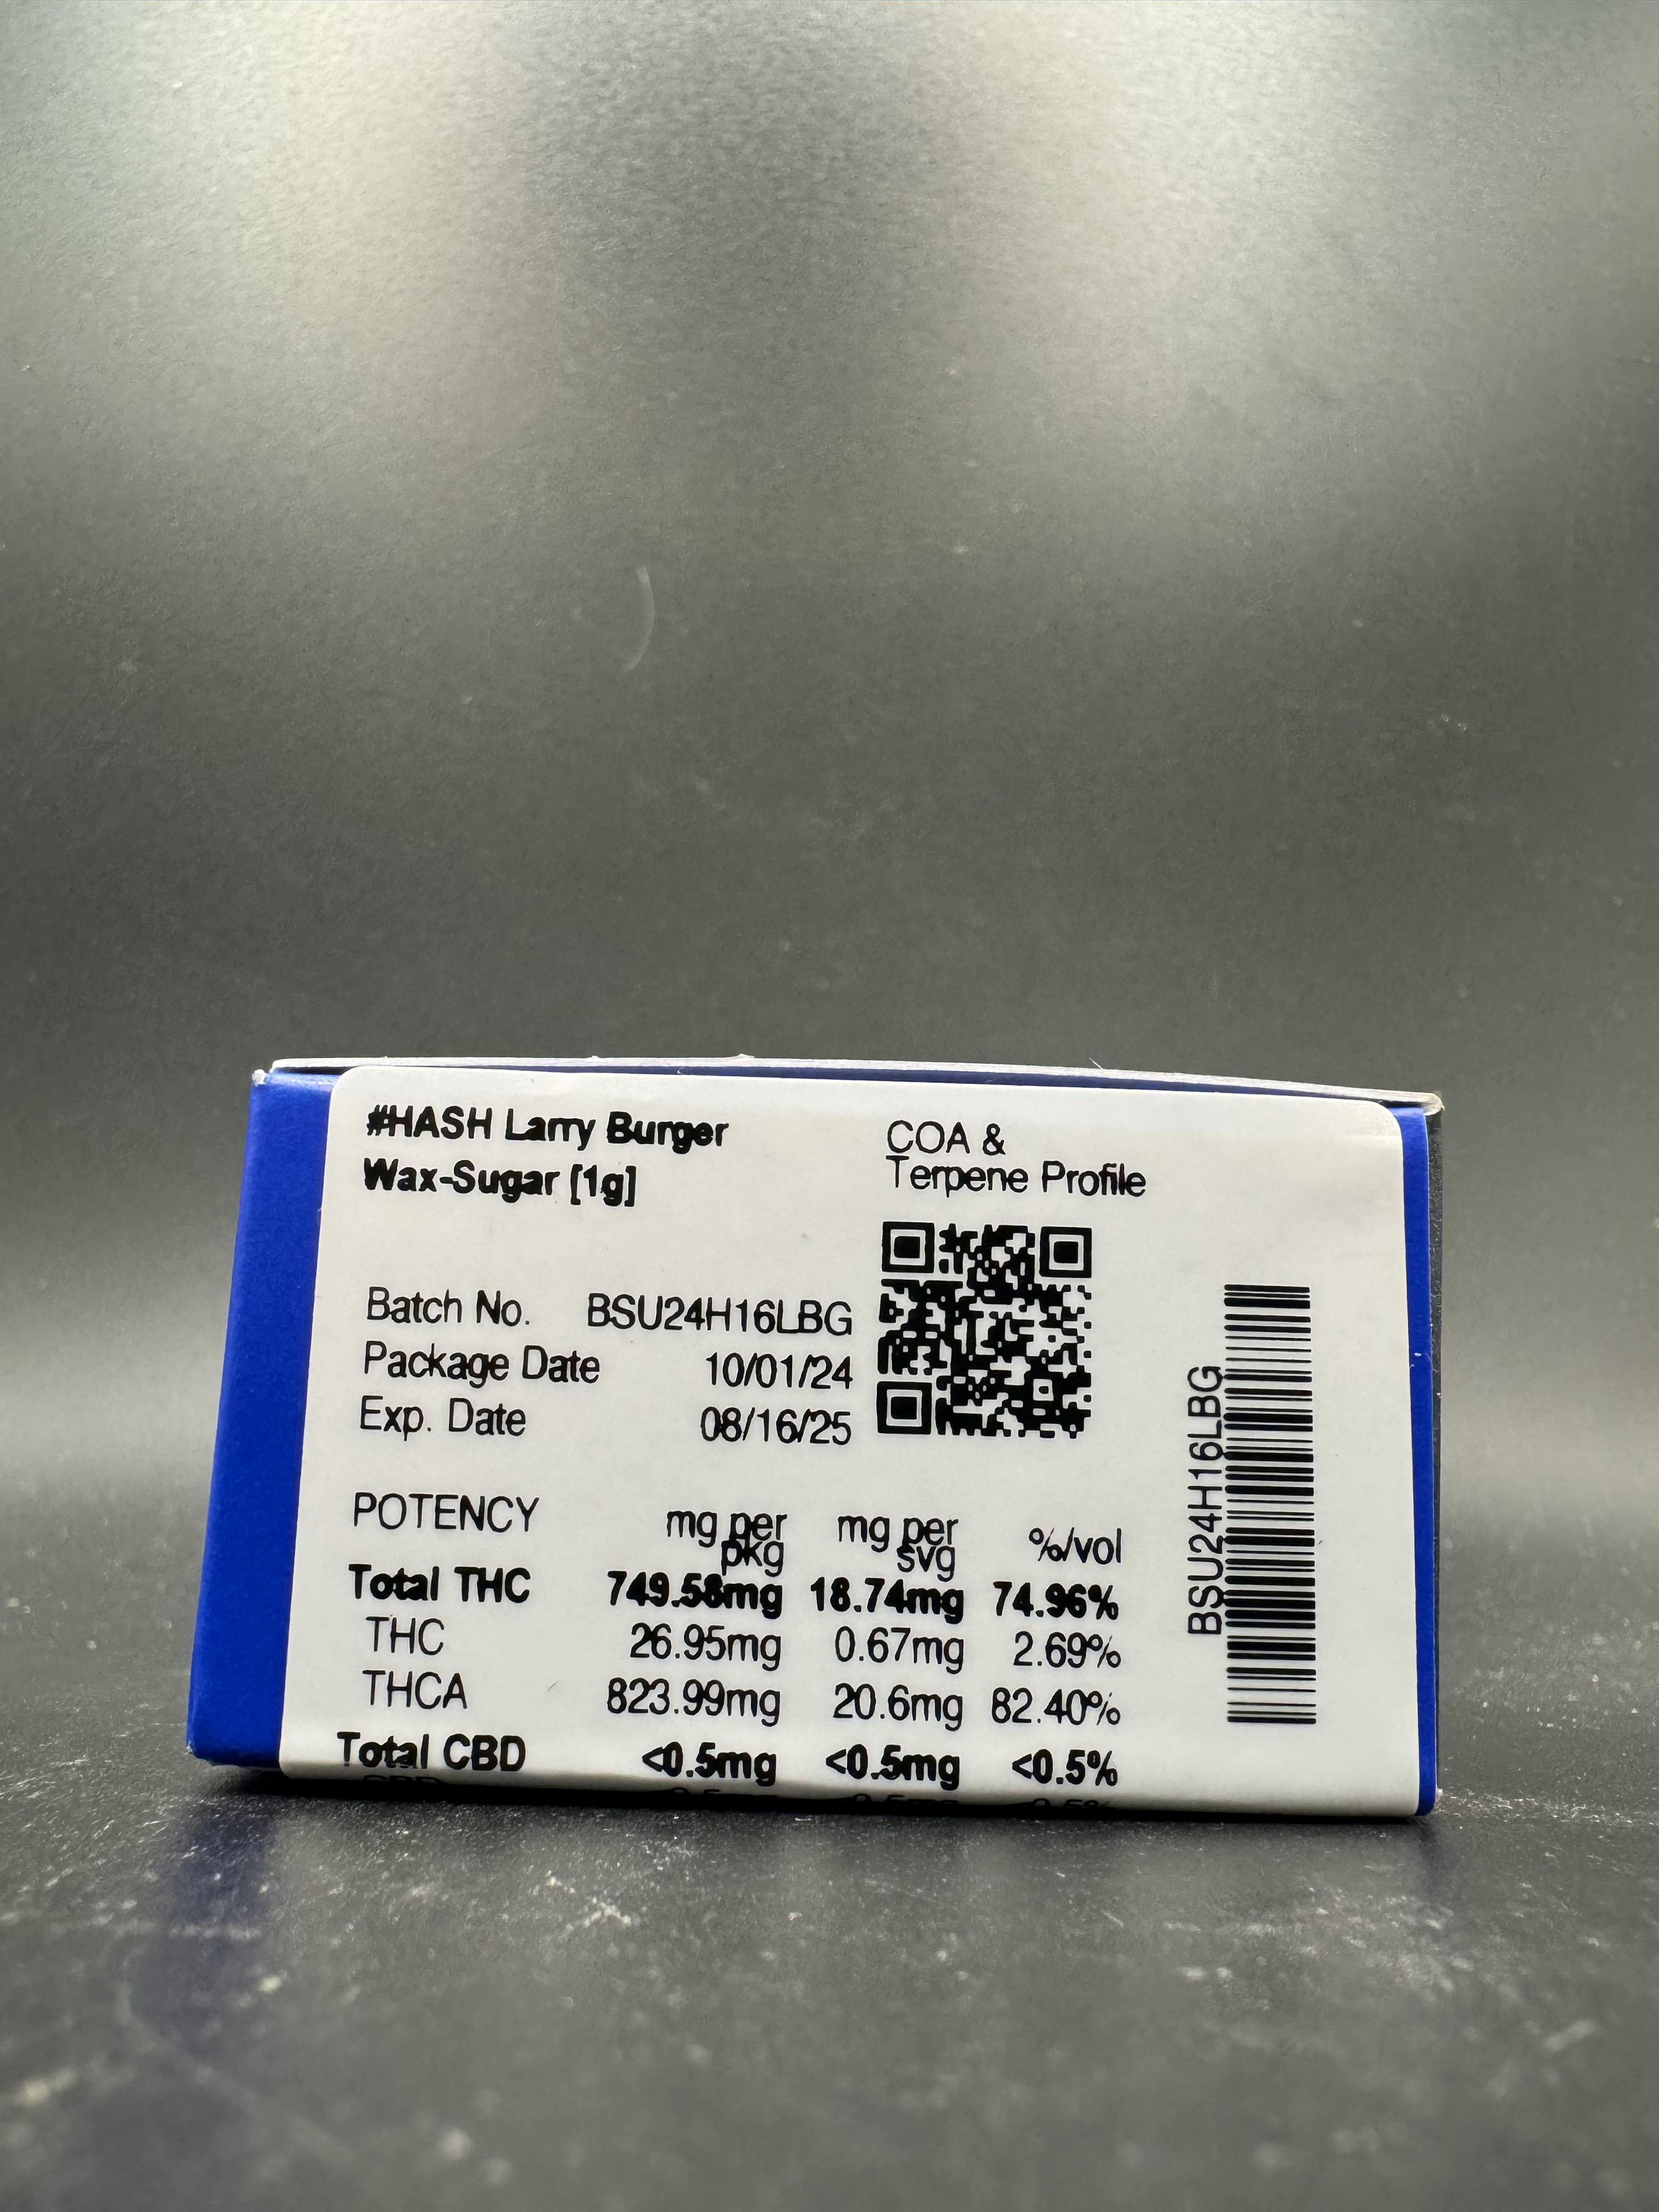 #HASH Larry Burger
Wax-Sugar [1g]
COA &
Terpene Profile
Batch No. BSU24H16LBG
Package Date 10/01/24
Exp. Date 08/16/25
BSU24H16LBG
POTENCY mg per pkg mg per svg %/vol
Total THC 749.58mg 18.74mg 74.96%
THC 26.95mg 0.67mg 2.69%
THCA 823.99mg 20.6mg 82.40%
Total CBD <0.5mg <0.5mg <0.5%